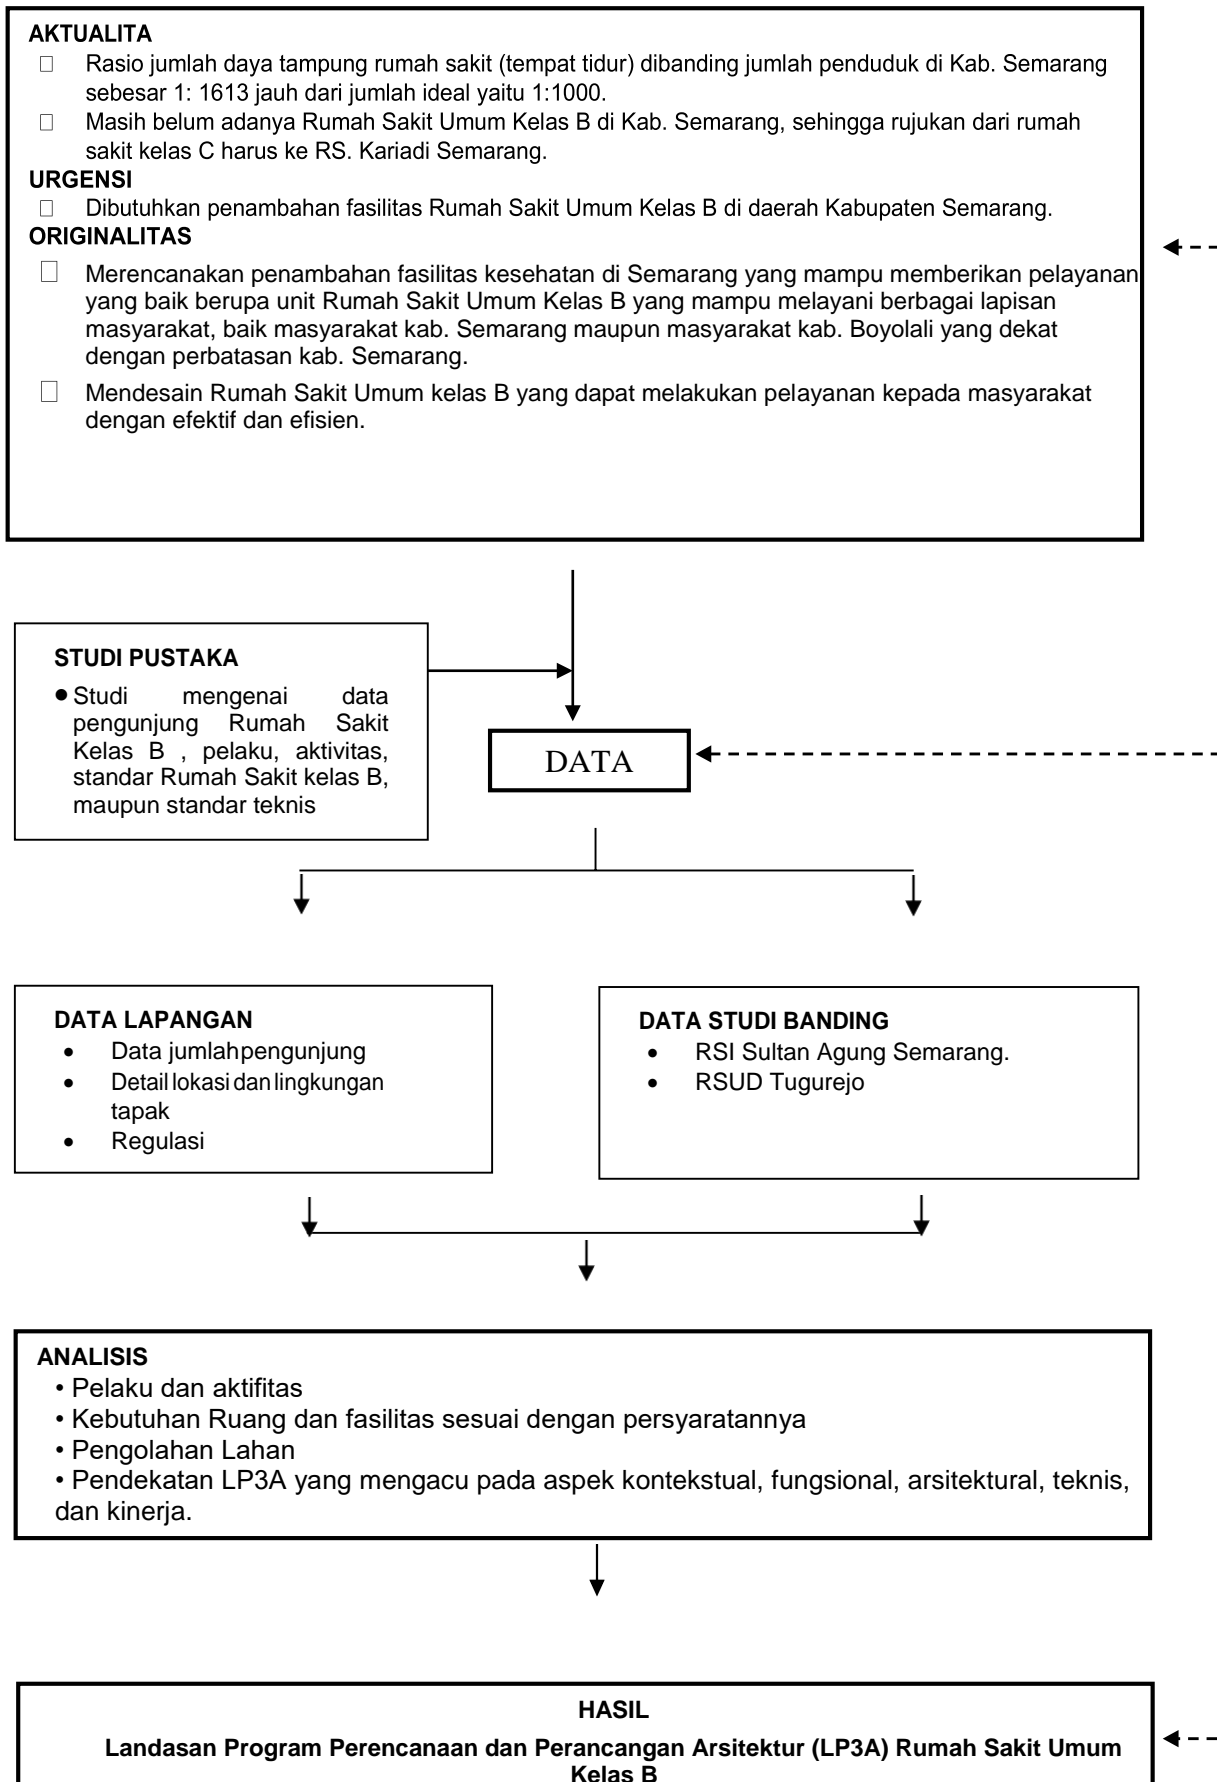 AKTUALITA
Rasio jumlah daya tampung rumah sakit (tempat tidur) dibanding jumlah penduduk di Kab. Semarang
sebesar 1: 1613 jauh dari jumlah ideal yaitu 1:1000.
Masih belum adanya Rumah Sakit Umum Kelas B di Kab. Semarang, sehingga rujukan dari rumah
sakit kelas C harus ke RS. Kariadi Semarang.
URGENSI
Dibutuhkan penambahan fasilitas Rumah Sakit Umum Kelas B di daerah Kabupaten Semarang.
ORIGINALITAS
Merencanakan penambahan fasilitas kesehatan di Semarang yang mampu memberikan pelayanan
yang baik berupa unit Rumah Sakit Umum Kelas B yang mampu melayani berbagai lapisan
masyarakat, baik masyarakat kab. Semarang maupun masyarakat kab. Boyolali yang dekat
dengan perbatasan kab. Semarang.
Mendesain Rumah Sakit Umum kelas B yang dapat melakukan pelayanan kepada masyarakat
dengan efektif dan efisien.
STUDI PUSTAKA
• Studi mengenai data
pengunjung Rumah Sakit
Kelas B , pelaku, aktivitas,
standar Rumah Sakit kelas B,
maupun standar teknis
DATA
DATA LAPANGAN
• Data jumlahpengunjung
• Detail lokasi dan lingkungan
tapak
• Regulasi
DATA STUDI BANDING
• RSI Sultan Agung Semarang.
• RSUD Tugurejo
ANALISIS
• Pelaku dan aktifitas
• Kebutuhan Ruang dan fasilitas sesuai dengan persyaratannya
• Pengolahan Lahan
• Pendekatan LP3A yang mengacu pada aspek kontekstual, fungsional, arsitektural, teknis,
dan kinerja.
HASIL
Landasan Program Perencanaan dan Perancangan Arsitektur (LP3A) Rumah Sakit Umum
Kelas B